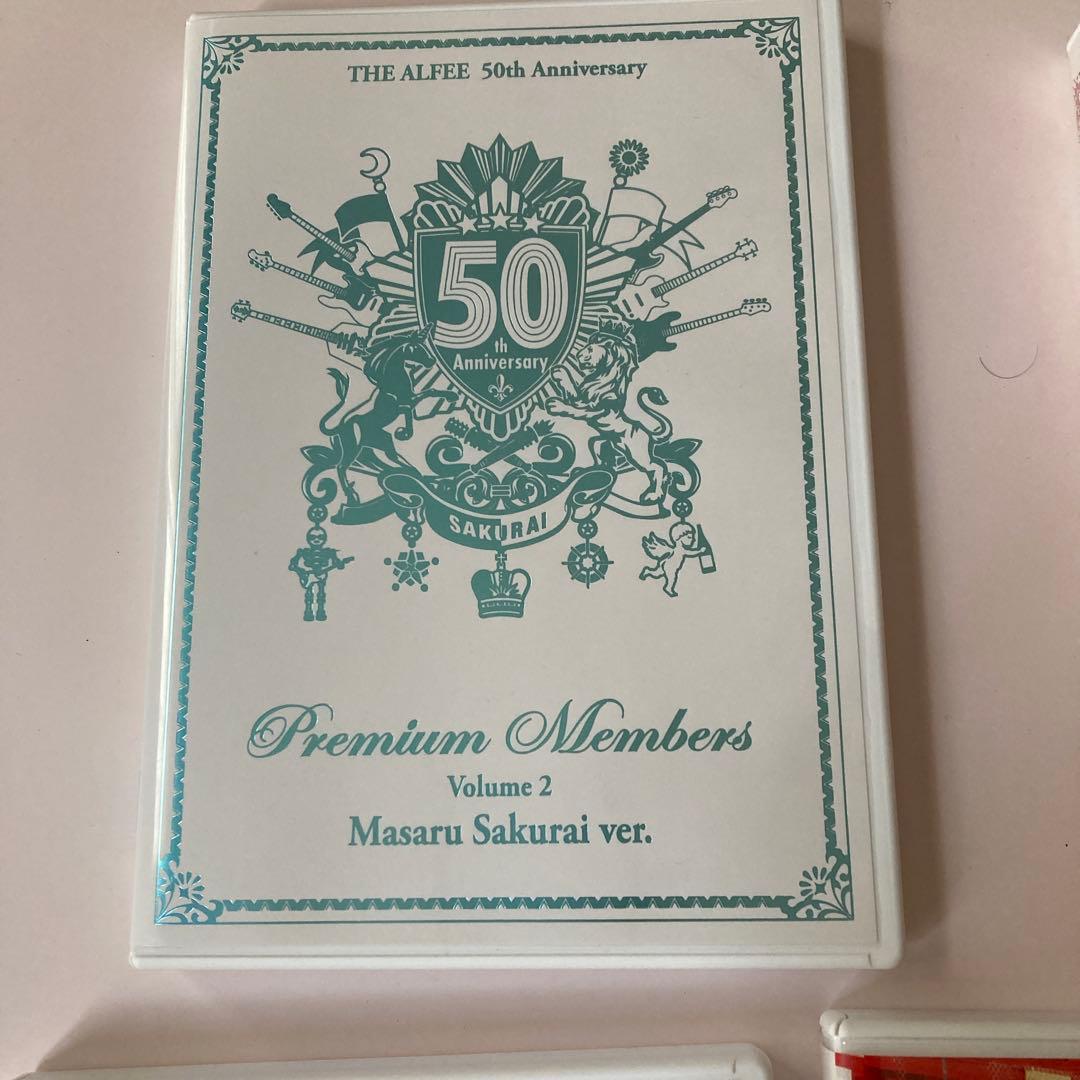 THE ALFEE 50th Anniversary
50
th
Anniversary
SAKURAI
Premium Members
Volume 2
Masaru Sakurai ver.